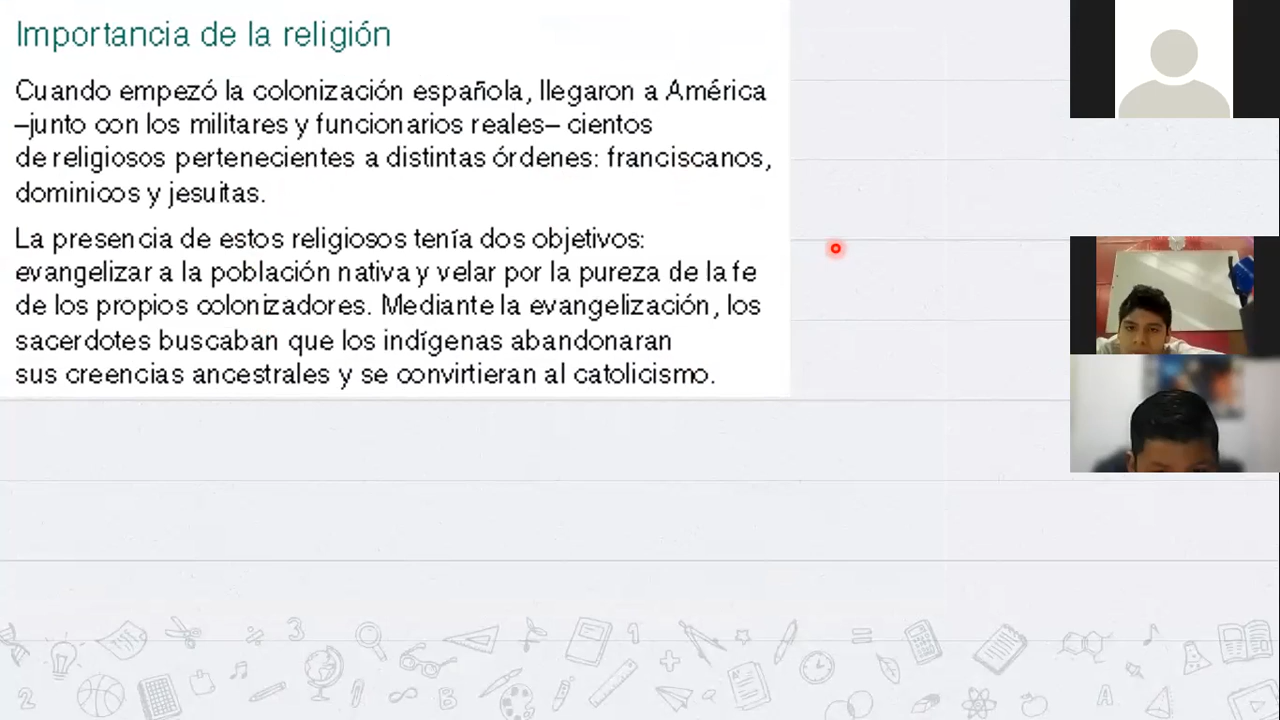 Importancia de la religión
Cuando empezó la colonización española, llegaron a América
–junto con los militares y funcionarios reales– cientos
de religiosos pertenecientes a distintas órdenes: franciscanos,
dominicos y jesuitas.
La presencia de estos religiosos tenía dos objetivos:
evangelizar a la población nativa y velar por la pureza de la fe
de los propios colonizadores. Mediante la evangelización, los
sacerdotes buscaban que los indígenas abandonaran
sus creencias ancestrales y se convirtieran al catolicismo.